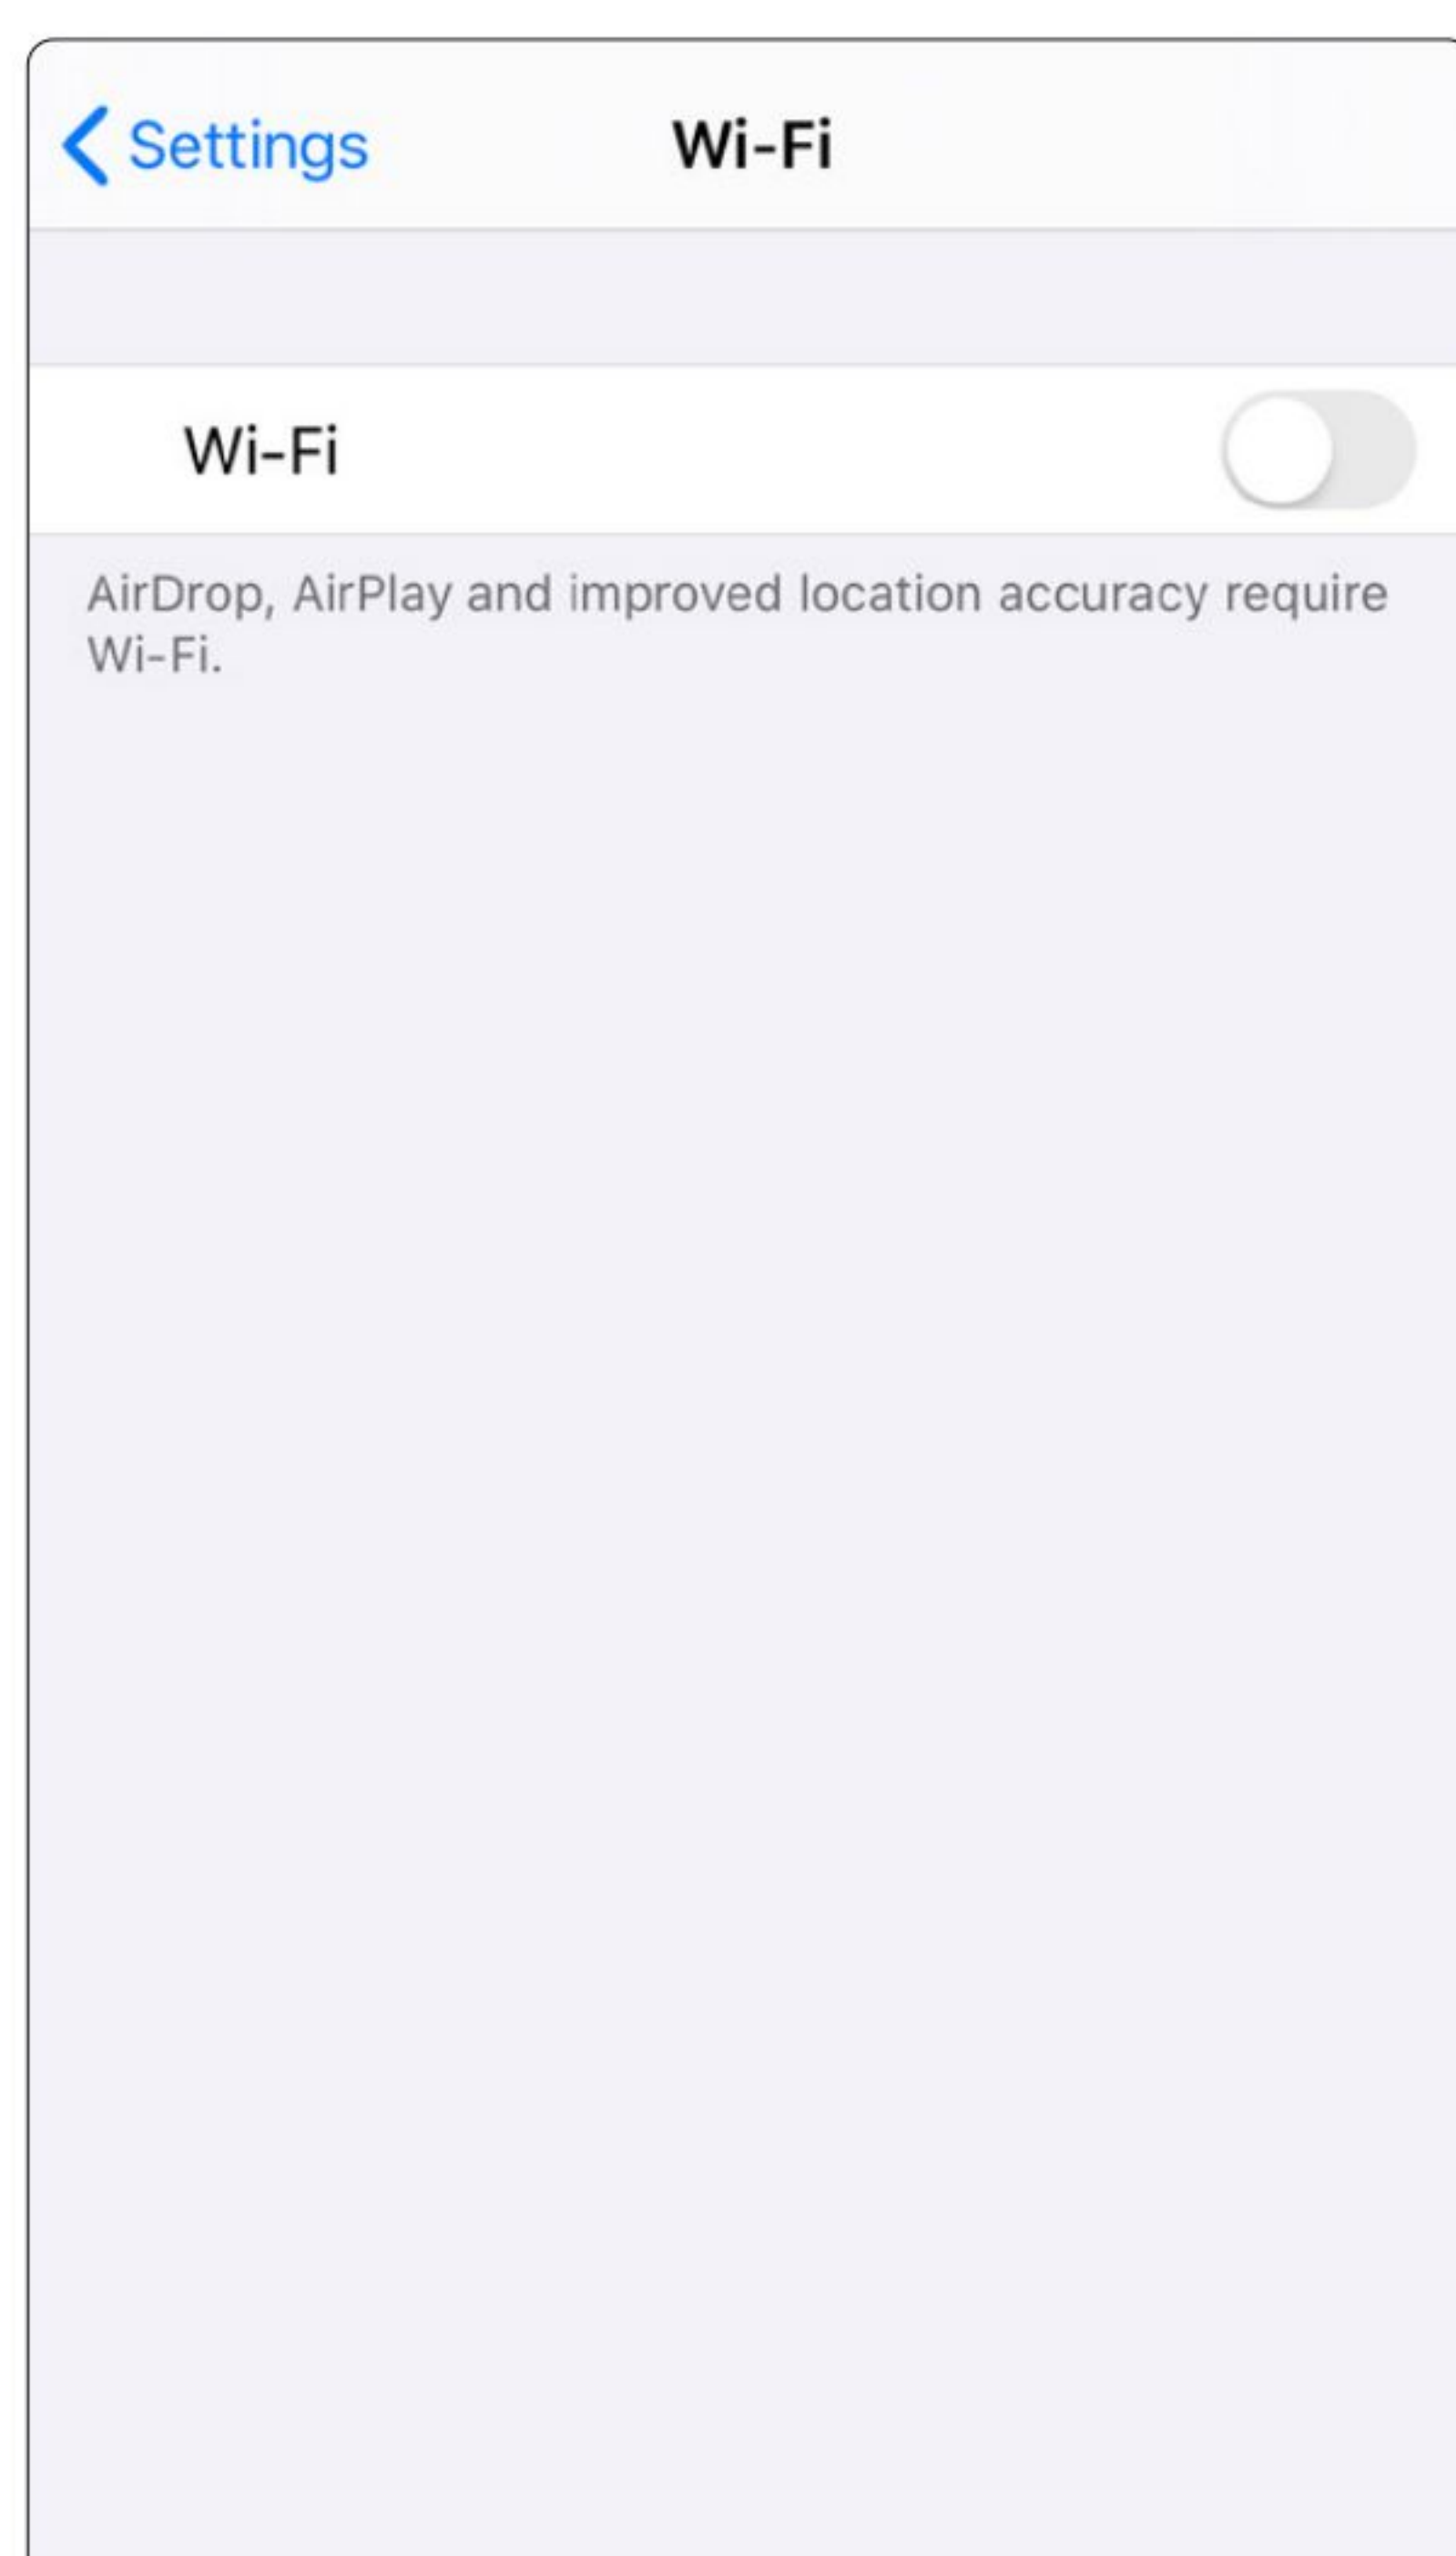 Settings
Wi-Fi
Wi-Fi
AirDrop, AirPlay and improved location accuracy require
Wi-Fi.